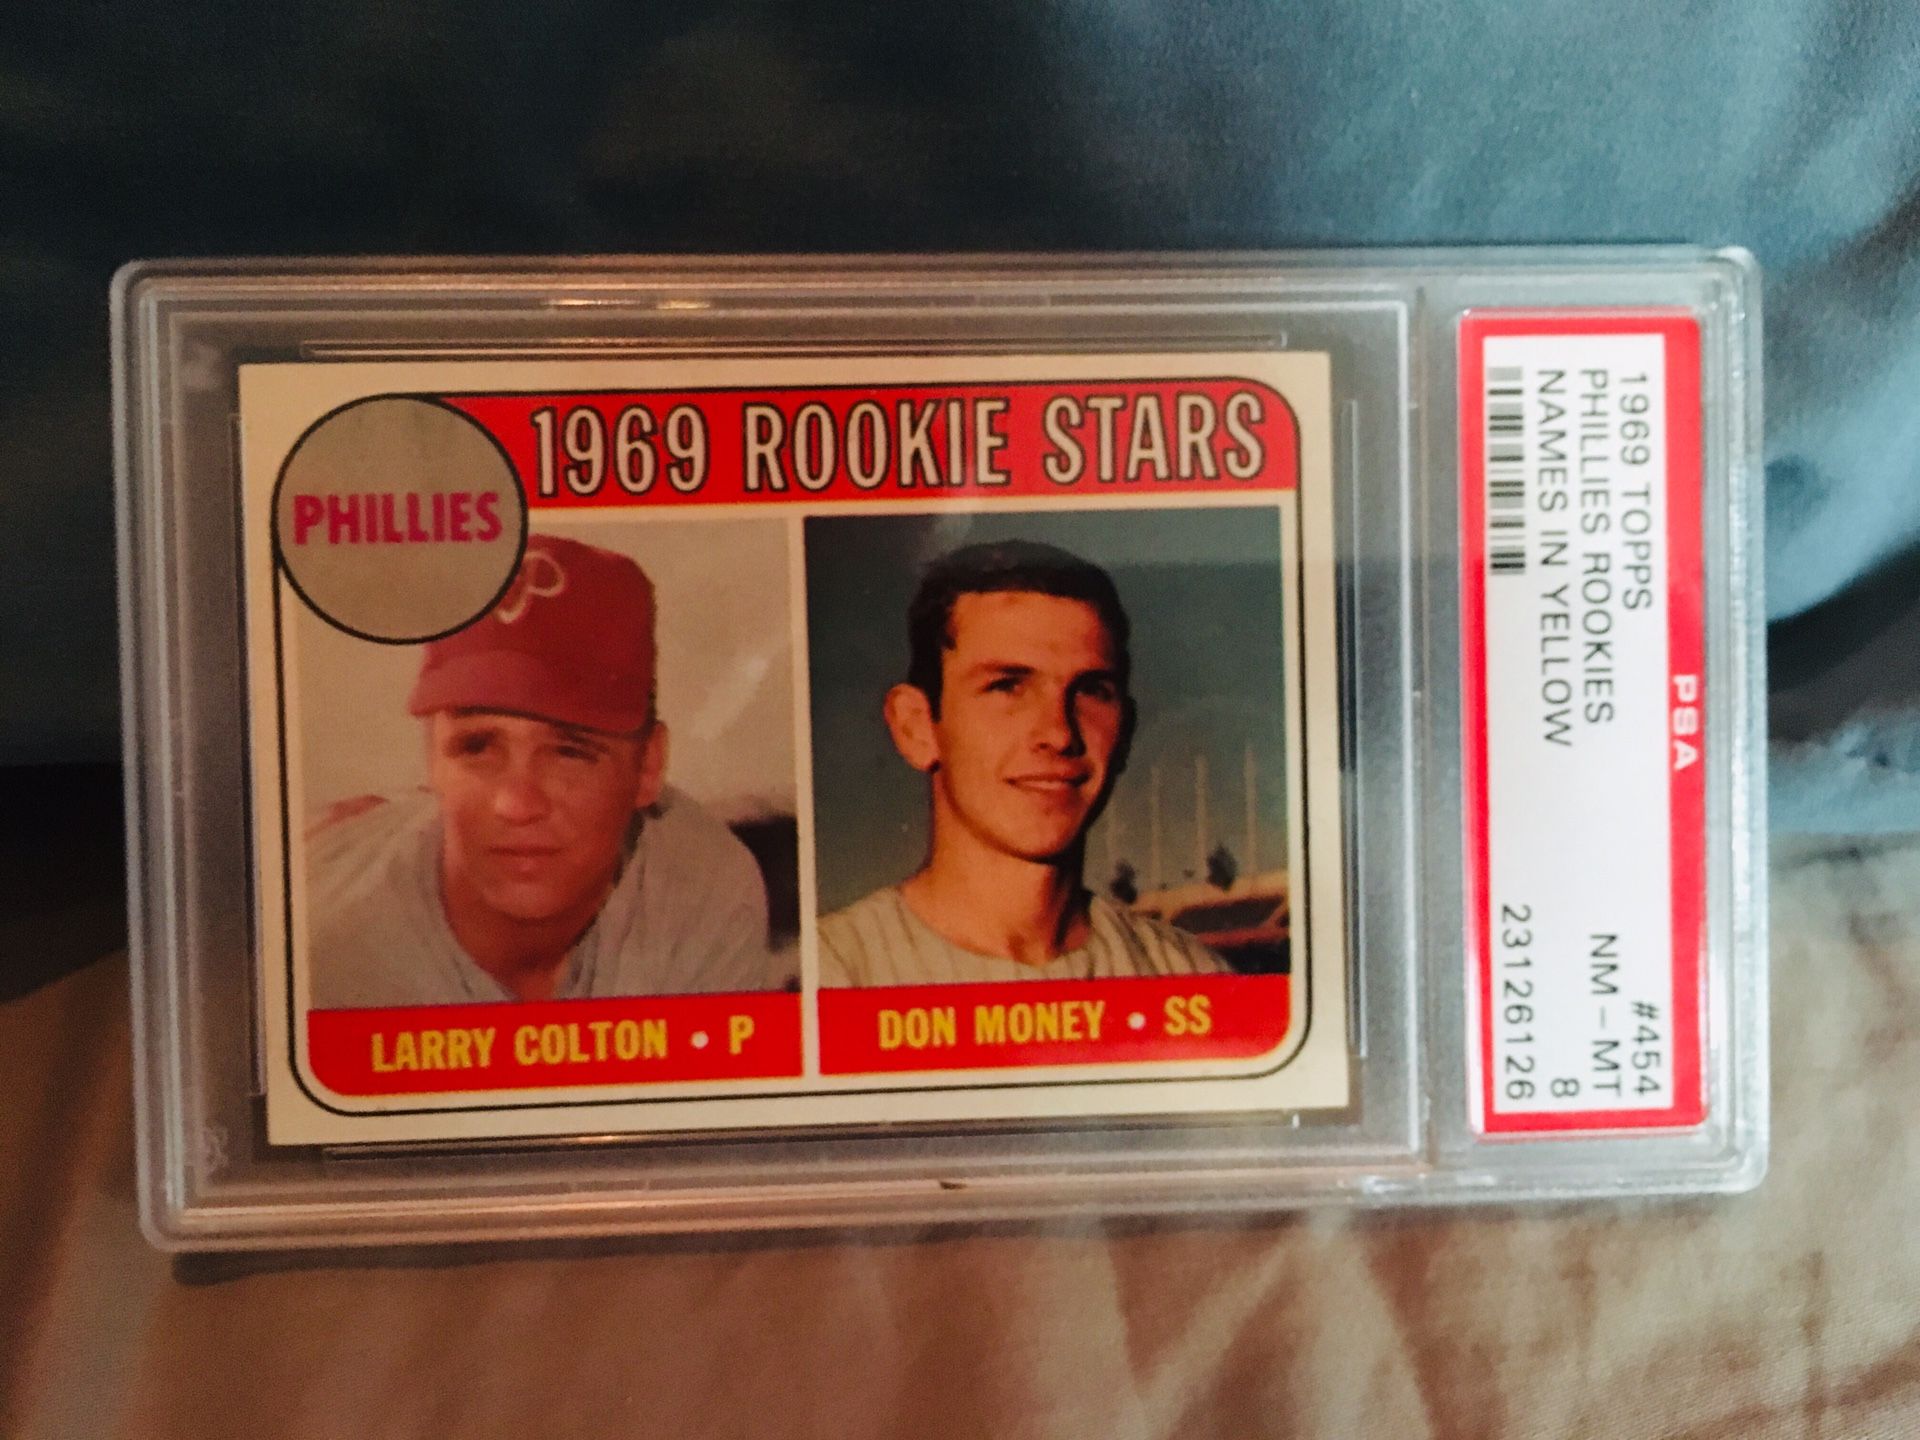 1969 ROOKIE STARS
PHILLIES
P
LARRY COLTON • P
DON MONEY • SS
PSA
1969 TOPPS #454
PHILLIES ROOKIES NM - MT
NAMES IN YELLOW 8
23126126